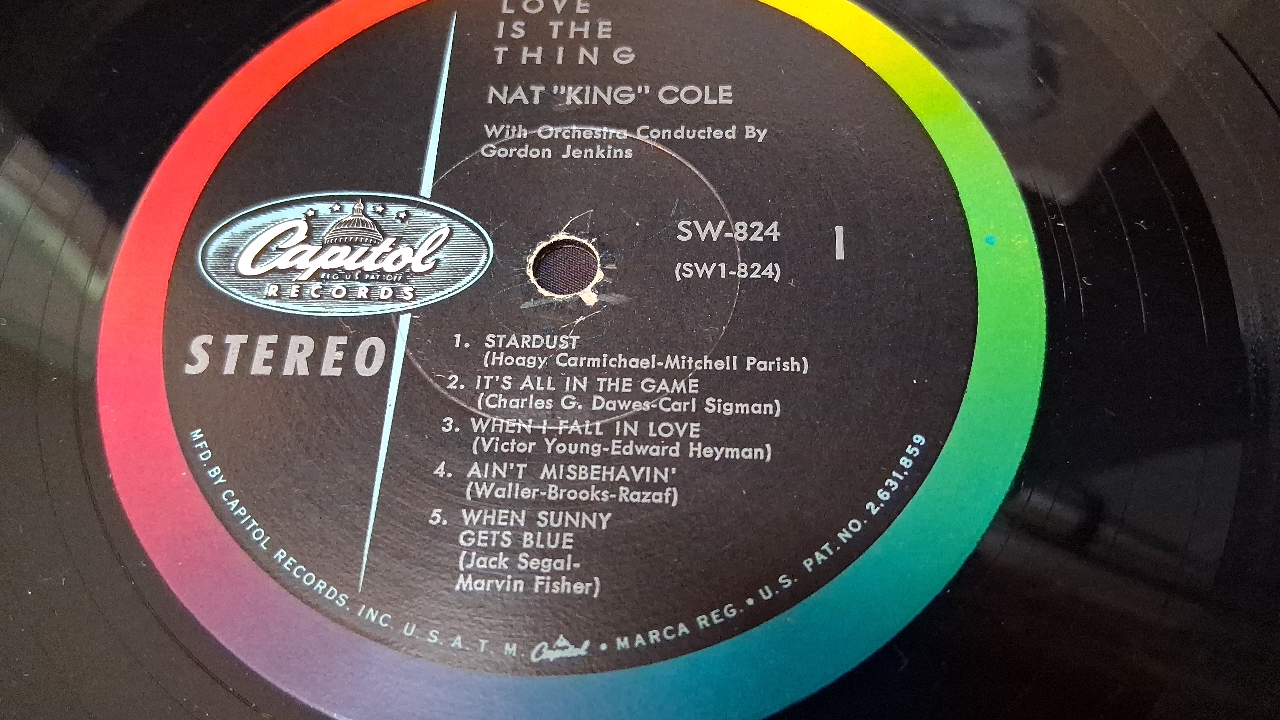 LOVE
IS THE
THING
NAT "KING" COLE
With Orchestra Conducted By
Gordon Jenkins
Capitol
REG. U.S. PAT. OFF.
RECORDS
STEREO
SW-824
(SW1-824)
1
1. STARDUST
(Hoagy Carmichael-Mitchell Parish)
2. IT'S ALL IN THE GAME
(Charles G. Dawes-Carl Sigman)
3. WHEN I FALL IN LOVE
(Victor Young-Edward Heyman)
4. AIN'T MISBEHAVIN'
(Waller-Brooks-Razaf)
5. WHEN SUNNY
GETS BLUE
(Jack Segal-
Marvin Fisher)
MFD. BY CAPITOL RECORDS, INC. U.S.A. T.M. Capitol • MARCA REG. • U.S. PAT. NO. 2,631,859